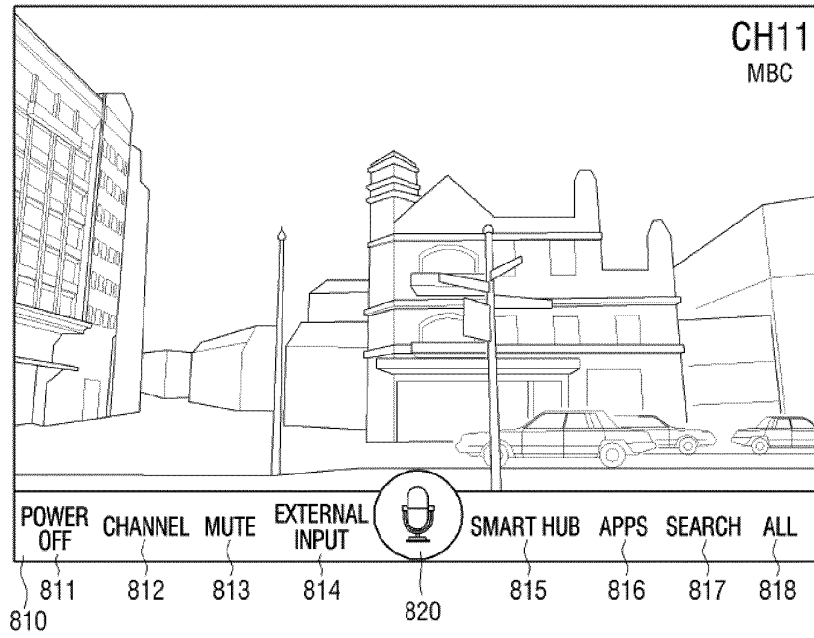 CH11
MBC
POWER OFF
CHANNEL
MUTE
EXTERNAL INPUT
SMART HUB
APPS
SEARCH
ALL
810
811
812
813
814
820
815
816
817
818